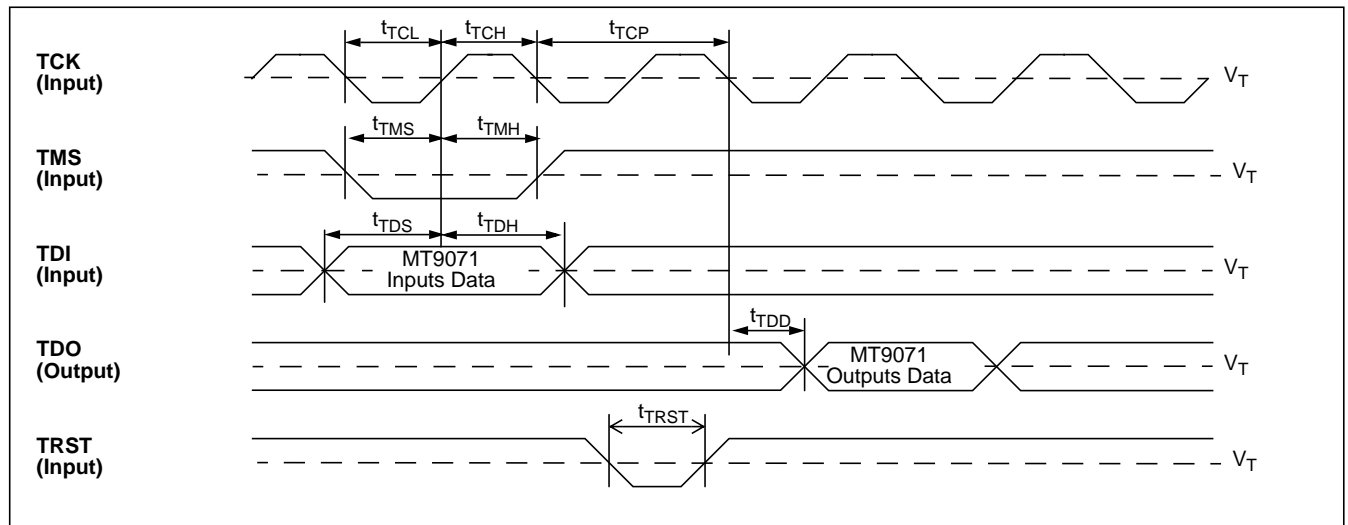 tTCL tTCH tTCP
TCK
(Input)
VT
tTMS tTMH
TMS
(Input)
VT
tTDS tTDH
TDI
(Input)
MT9071
Inputs Data
VT
tTDD
TDO
(Output)
MT9071
Outputs Data
VT
tTRST
TRST
(Input)
VT